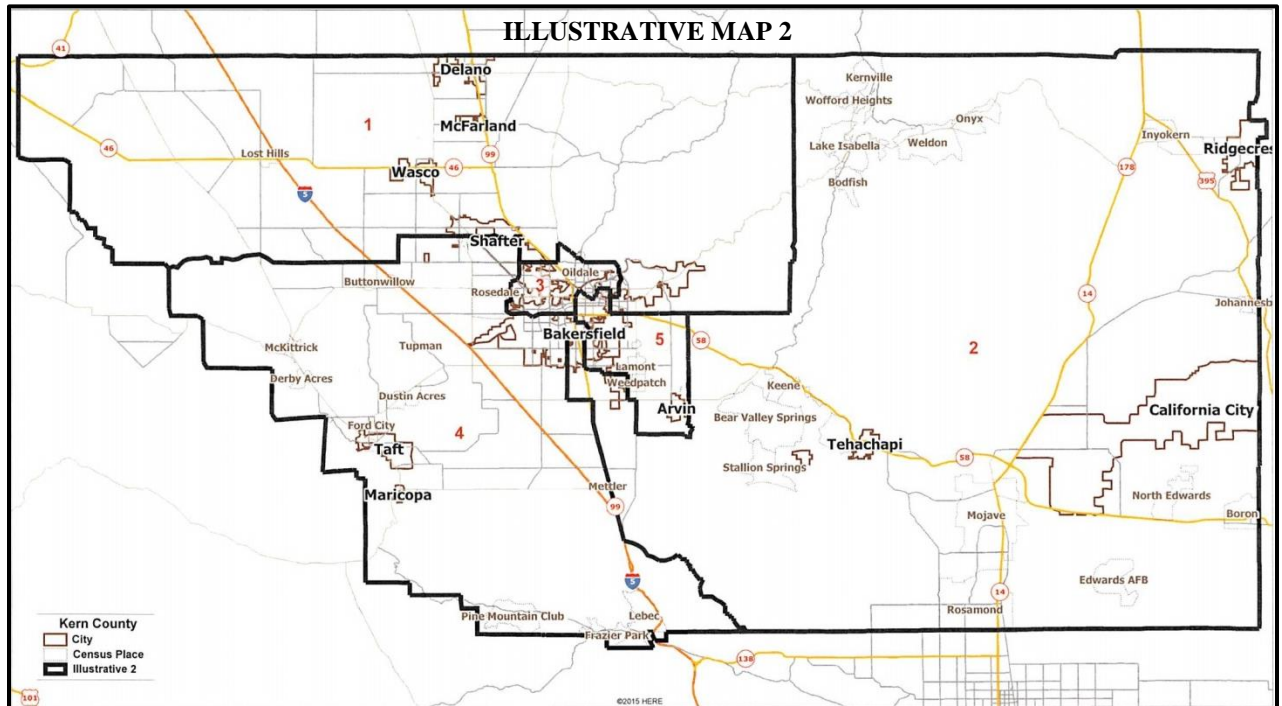 ILLUSTRATIVE MAP 2
41
Delano
Kernville
Wofford Heights
1
McFarland
99
Onyx
Inyokern
46
Lost Hills
Lake Isabella
Weldon
Ridgecres
Wasco
46
178
395
Bodfish
5
Shafter
Oildale
Buttonwillow
Rosedale
3
14
Johannesb
Bakersfield
5
58
2
McKittrick
Tupman
Lamont
Weedpatch
Keene
Derby Acres
Dustin Acres
Arvin
Bear Valley Springs
California City
Ford City
4
Taft
Tehachapi
58
Stallion Springs
Maricopa
Mettler
99
North Edwards
Mojave
Boron
5
Edwards AFB
14
Rosamond
Pine Mountain Club
Lebec
Frazier Park
138
Kern County
City
Census Place
Illustrative 2
101
©2015 HERE